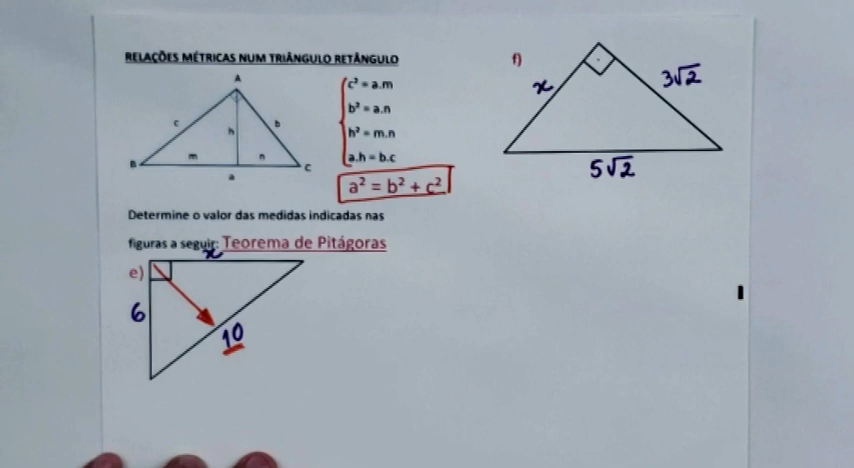 RELAÇÕES MÉTRICAS NUM TRIÂNGULO RETÂNGULO
A
c
b
h
m
n
B
C
a
c² = a.m
b² = a.n
h² = m.n
a.h = b.c
a² = b² + c²
Determine o valor das medidas indicadas nas
figuras a seguir: Teorema de Pitágoras
e)
x
6
10
f)
x
3√2
5√2